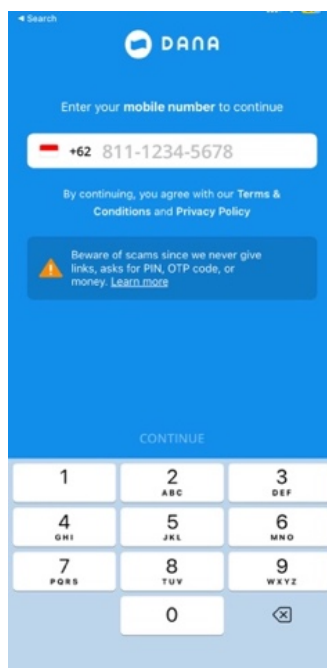 Search
DANA
Enter your mobile number to continue
+62 811-1234-5678
By continuing, you agree with our Terms &
Conditions and Privacy Policy
Beware of scams since we never give
links, asks for PIN, OTP code, or
money. Learn more
CONTINUE
1 2 3
ABC DEF
4 5 6
GHI JKL MNO
7 8 9
PQRS TUV WXYZ
0